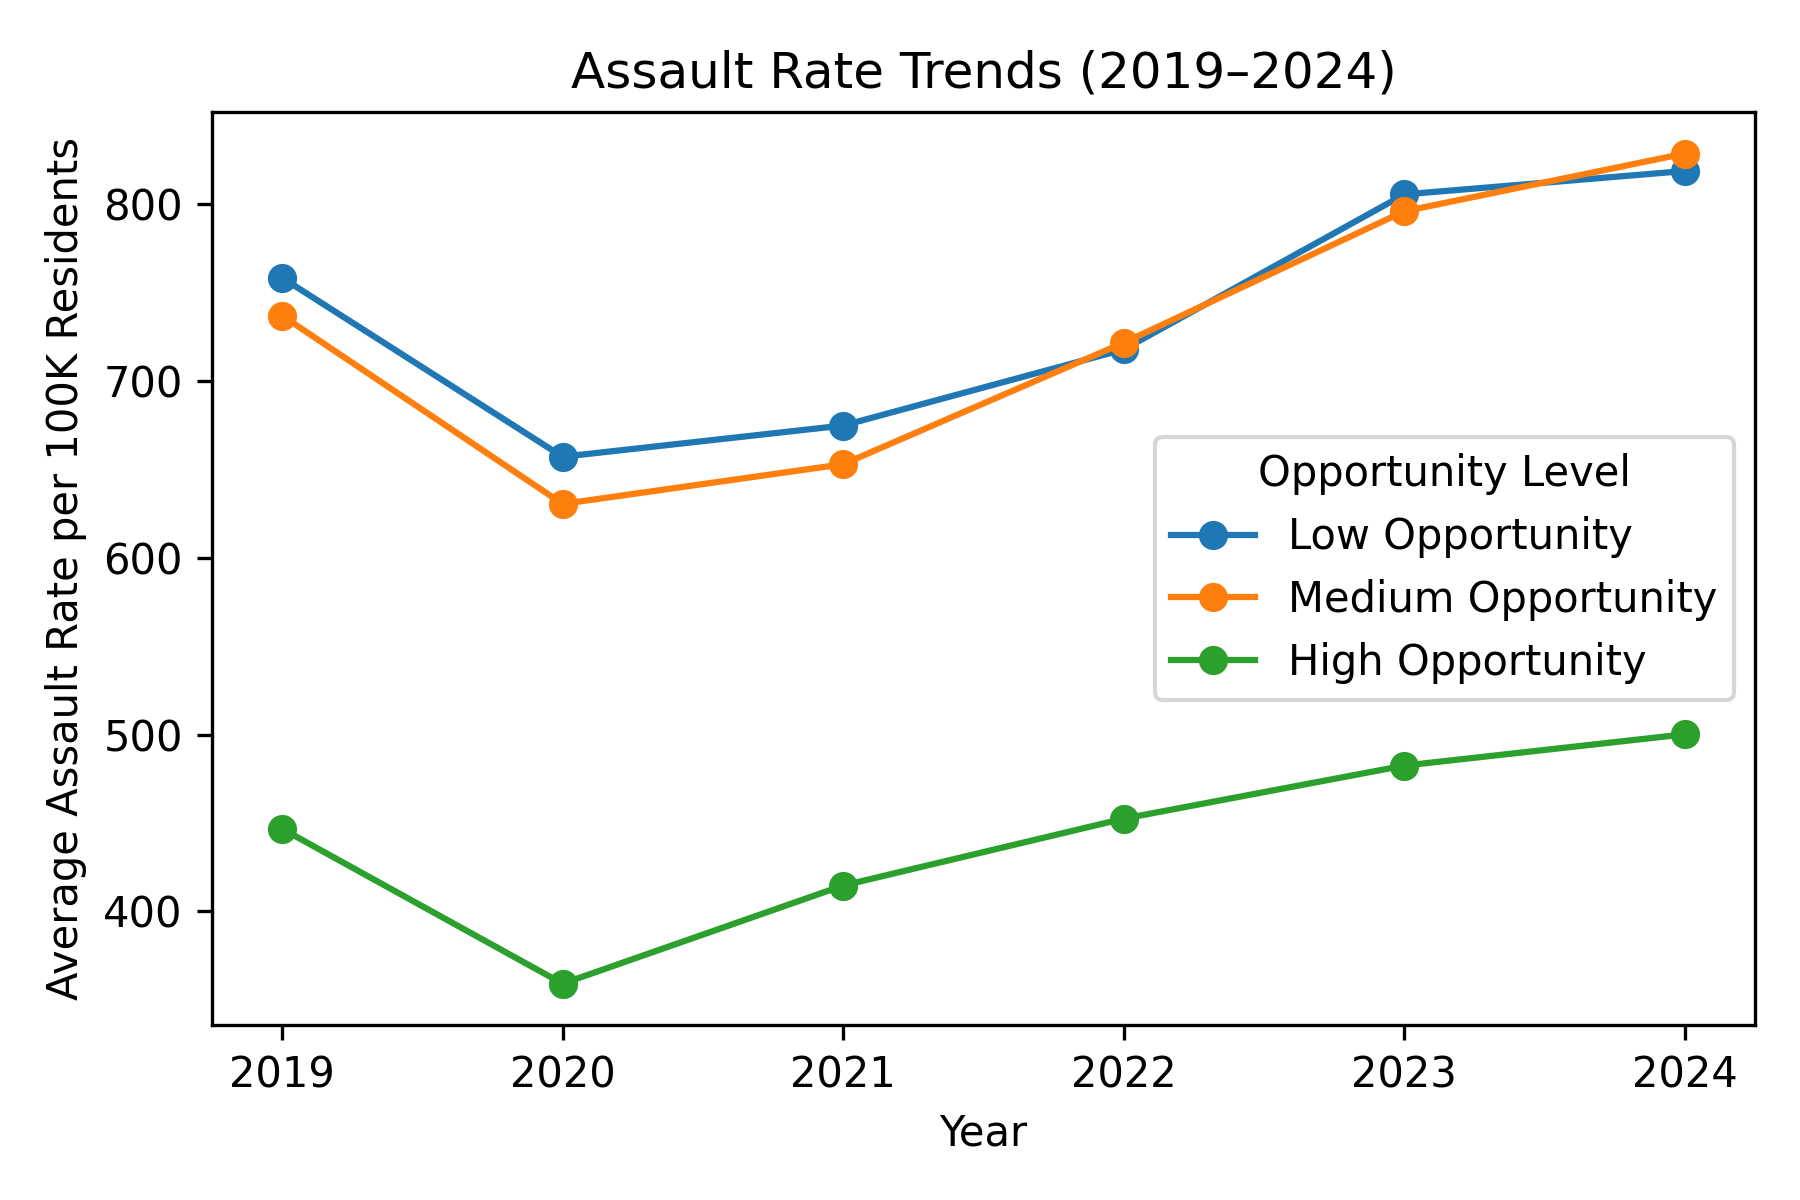 Assault Rate Trends (2019–2024)
Average Assault Rate per 100K Residents
800
700
600
500
400
Opportunity Level
Low Opportunity
Medium Opportunity
High Opportunity
2019 2020 2021 2022 2023 2024
Year